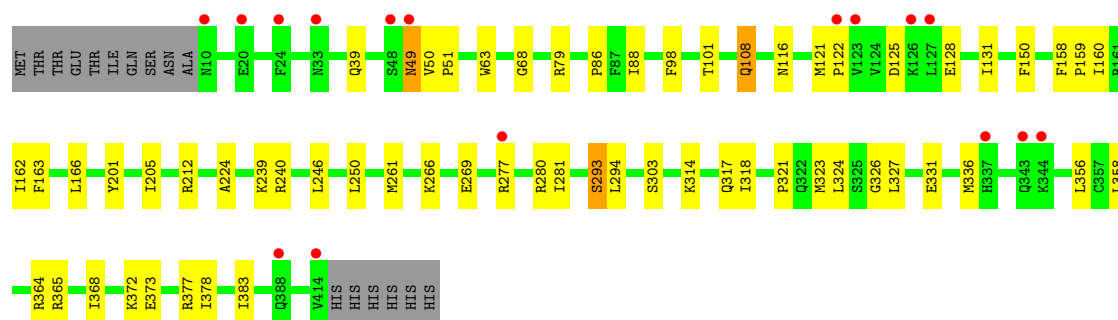 MET THR THR GLU THR ILE GLN SER ASN ALA N10 E20 F24 N33 Q39 S48 N49 V50 P51 W63 G68 R79 P86 F87 I88 F98 T101 Q108 N116 M121 P122 V123 V124 D125 K126 L127 E128 I131 F150 F158 P159 I160 P161
I162 F163 L166 Y201 I205 R212 A224 K239 R240 L246 L250 M261 K266 E269 R277 R280 I281 S293 L294 S303 K314 Q317 I318 P321 Q322 M323 L324 S325 G326 L327 E331 M336 H337 Q343 K344 L356 C357 L358
R364 R365 I368 K372 E373 R377 I378 I383 Q388 V414 HIS HIS HIS HIS HIS HIS